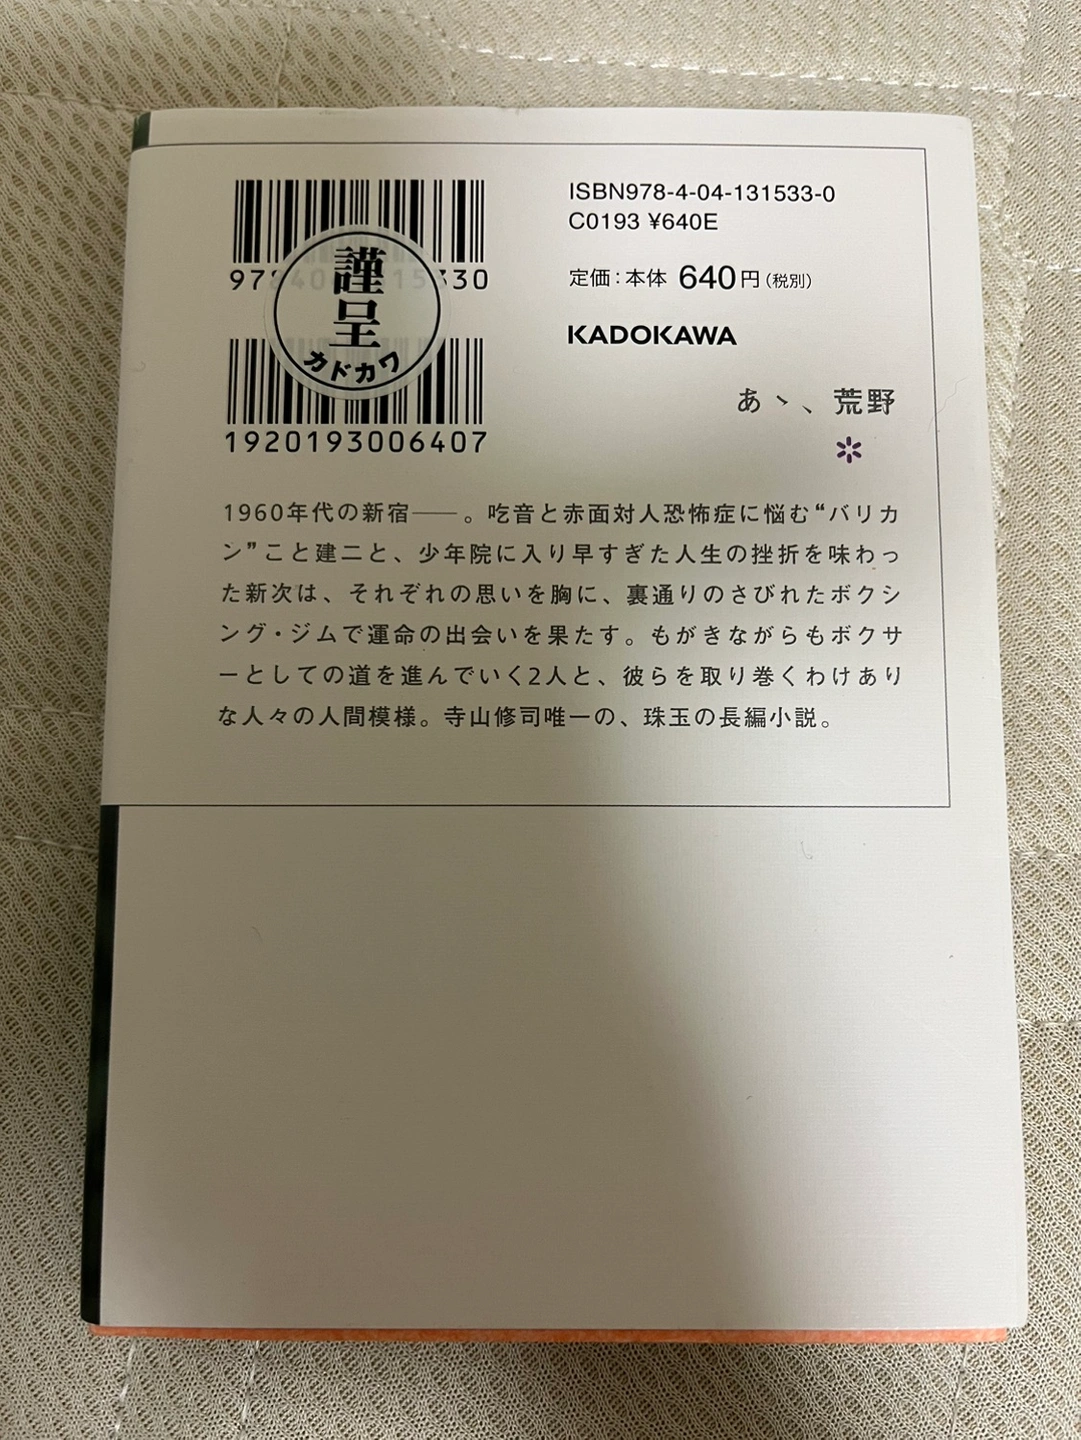 ISBN978-4-04-131533-0
C0193 ¥640E
定価：本体 640円（税別）
KADOKAWA
謹呈
カドカワ
1920193006407
あゝ、荒野
1960年代の新宿――。吃音と赤面対人恐怖症に悩む“バリカ
ン”こと建二と、少年院に入り早すぎた人生の挫折を味わっ
た新次は、それぞれの思いを胸に、裏通りのさびれたボクシ
ング・ジムで運命の出会いを果たす。もがきながらもボクサ
ーとしての道を進んでいく2人と、彼らを取り巻くわけあり
な人々の人間模様。寺山修司唯一の、珠玉の長編小説。